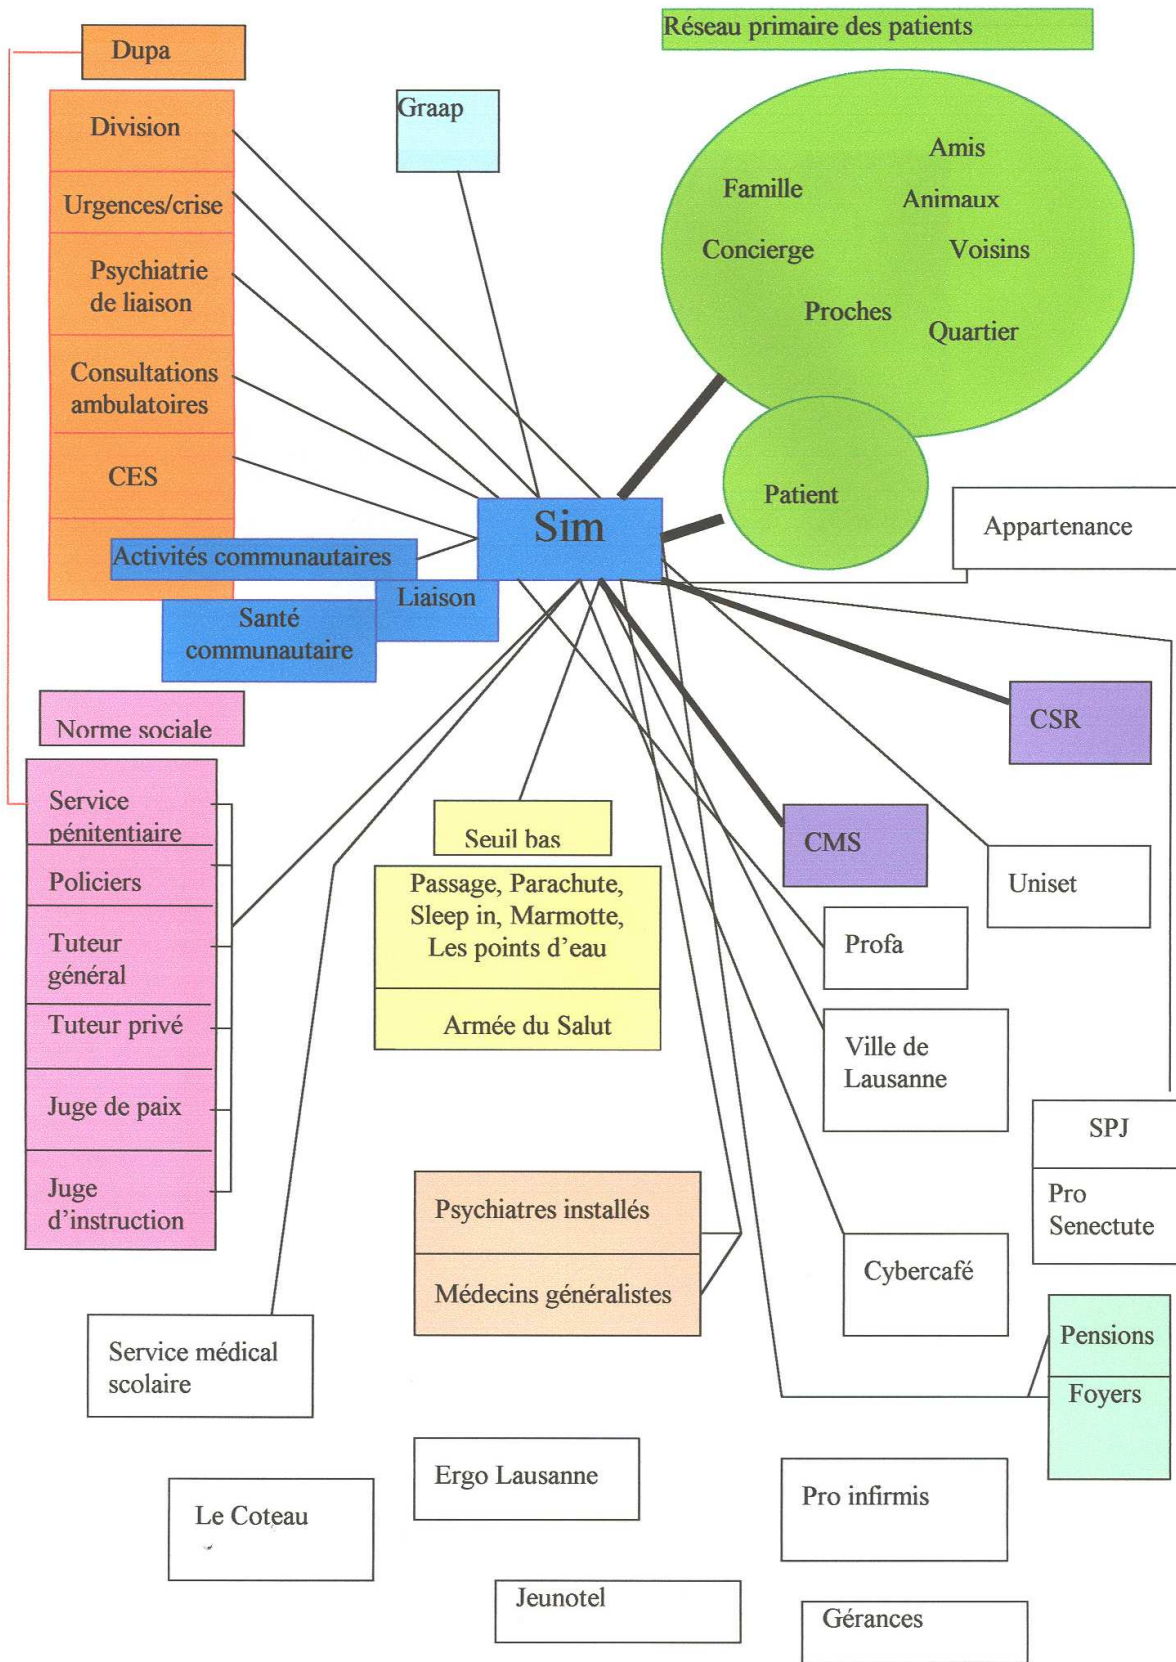 Réseau primaire des patients
Dupa
Graap
Division
Urgences/crise
Psychiatrie
de liaison
Consultations
ambulatoires
CES
Amis
Famille
Animaux
Concierge
Voisins
Proches
Quartier
Patient
Sim
Appartenance
Activités communautaires
Liaison
Santé
communautaire
Norme sociale
CSR
Service
pénitentiaire
Policiers
Tuteur
général
Tuteur privé
Juge de paix
Juge
d'instruction
Seuil bas
Passage, Parachute,
Sleep in, Marmotte,
Les points d'eau
Armée du Salut
CMS
Uniset
Profa
Ville de
Lausanne
SPJ
Pro
Senectute
Psychiatres installés
Médecins généralistes
Cybercafé
Pensions
Foyers
Service médical
scolaire
Ergo Lausanne
Le Coteau
Pro infirmis
Jeunotel
Gérances